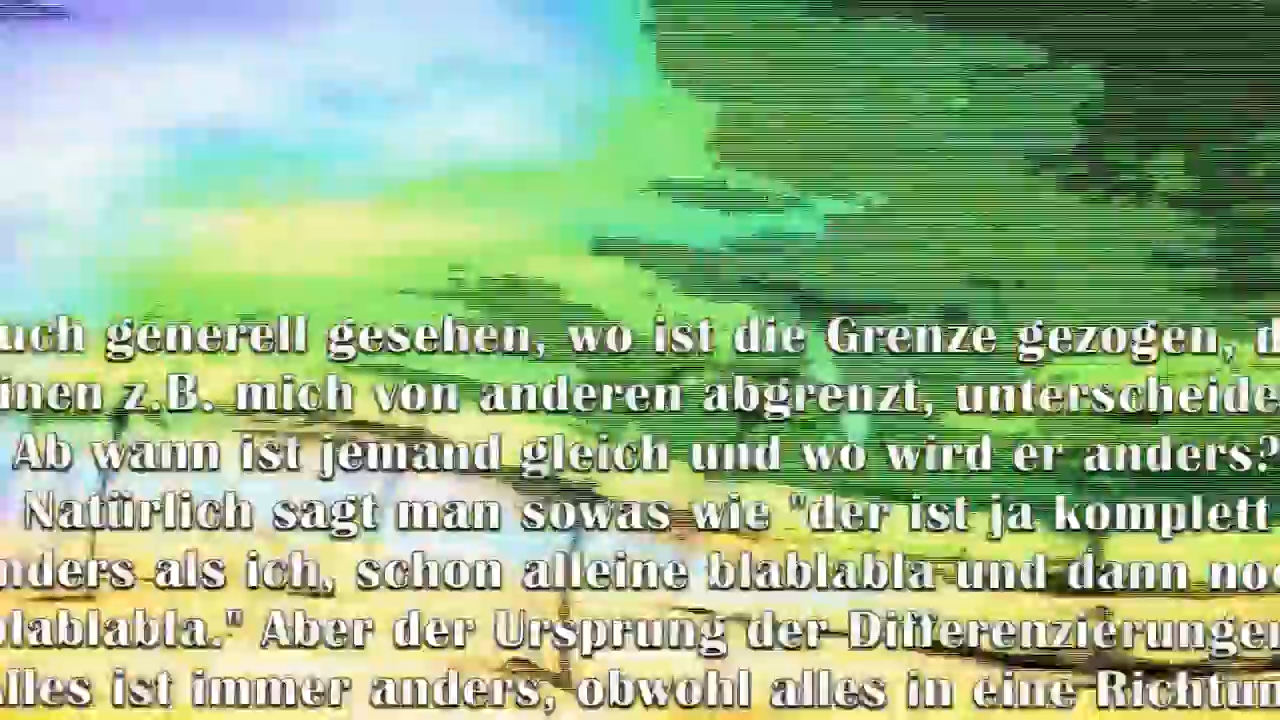 uch generell gesehen, wo ist die Grenze gezogen, d
inen z.B. mich von anderen abgrenzt, unterscheide
Ab wann ist jemand gleich und wo wird er anders?
Natürlich sagt man sowas wie "der ist ja komplett
nders als ich, schon alleine blablabla und dann noc
blablabla." Aber der Ursprung der Differenzierungen
lles ist immer anders, obwohl alles in eine Richtun